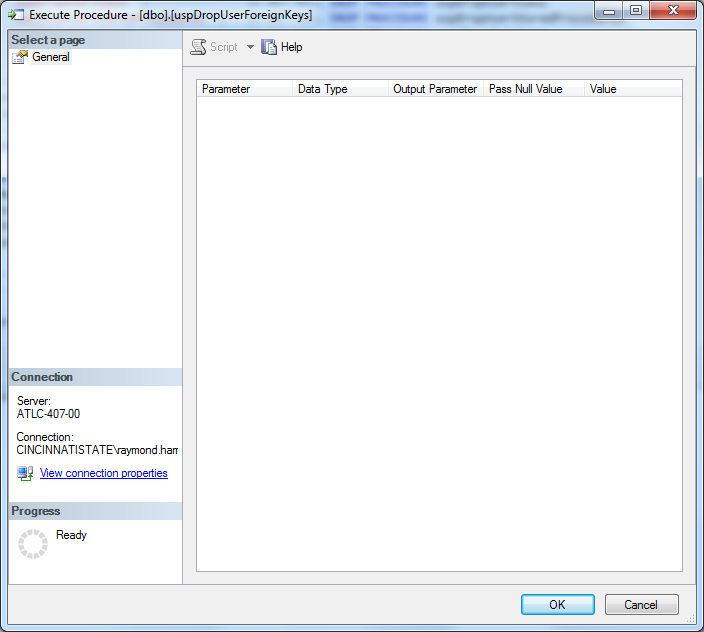 Execute Procedure - [dbo].[uspDropUserForeignKeys]
Select a page
General
Script
Help
Parameter Data Type Output Parameter Pass Null Value Value
Connection
Server:
ATLC-407-00
Connection:
CINCINNATISTATE\raymond.har
View connection properties
Progress
Ready
OK
Cancel